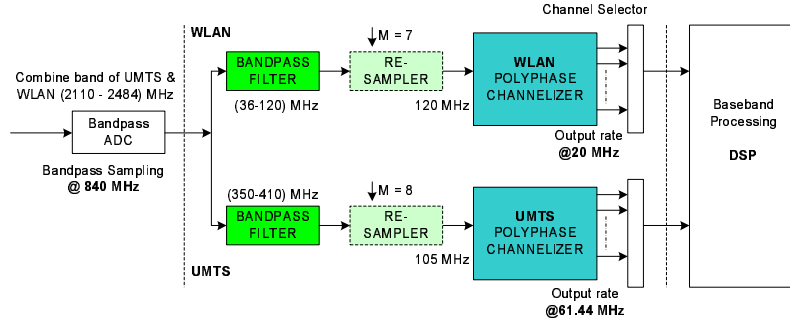 Channel Selector
WLAN
M = 7
Combine band of UMTS &
WLAN (2110 - 2484) MHz
BANDPASS
FILTER
RE-
SAMPLER
WLAN
POLYPHASE
CHANNELIZER
(36-120) MHz
120 MHz
Bandpass
ADC
Baseband
Processing
DSP
Output rate
@20 MHz
Bandpass Sampling
@ 840 MHz
(350-410) MHz
M = 8
BANDPASS
FILTER
RE-
SAMPLER
UMTS
POLYPHASE
CHANNELIZER
105 MHz
UMTS
Output rate
@61.44 MHz